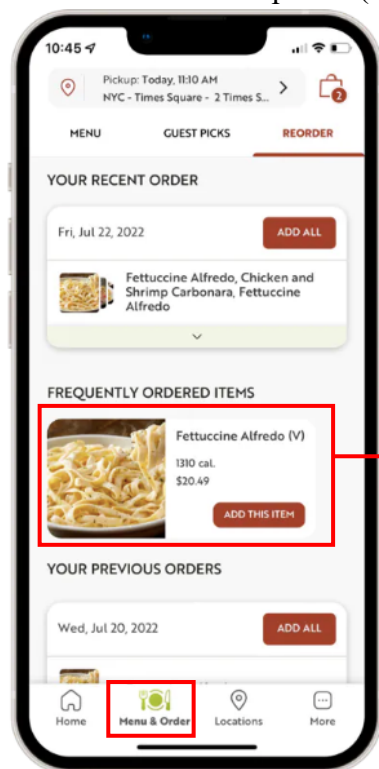 (
10:45
Pickup: Today, 11:10 AM
NYC - Times Square - 2 Times S...
2
MENU
GUEST PICKS
REORDER
YOUR RECENT ORDER
Fri, Jul 22, 2022
ADD ALL
Fettuccine Alfredo, Chicken and
Shrimp Carbonara, Fettuccine
Alfredo
FREQUENTLY ORDERED ITEMS
Fettuccine Alfredo (V)
1310 cal.
$20.49
ADD THIS ITEM
YOUR PREVIOUS ORDERS
Wed, Jul 20, 2022
ADD ALL
Home
Menu & Order
Locations
More